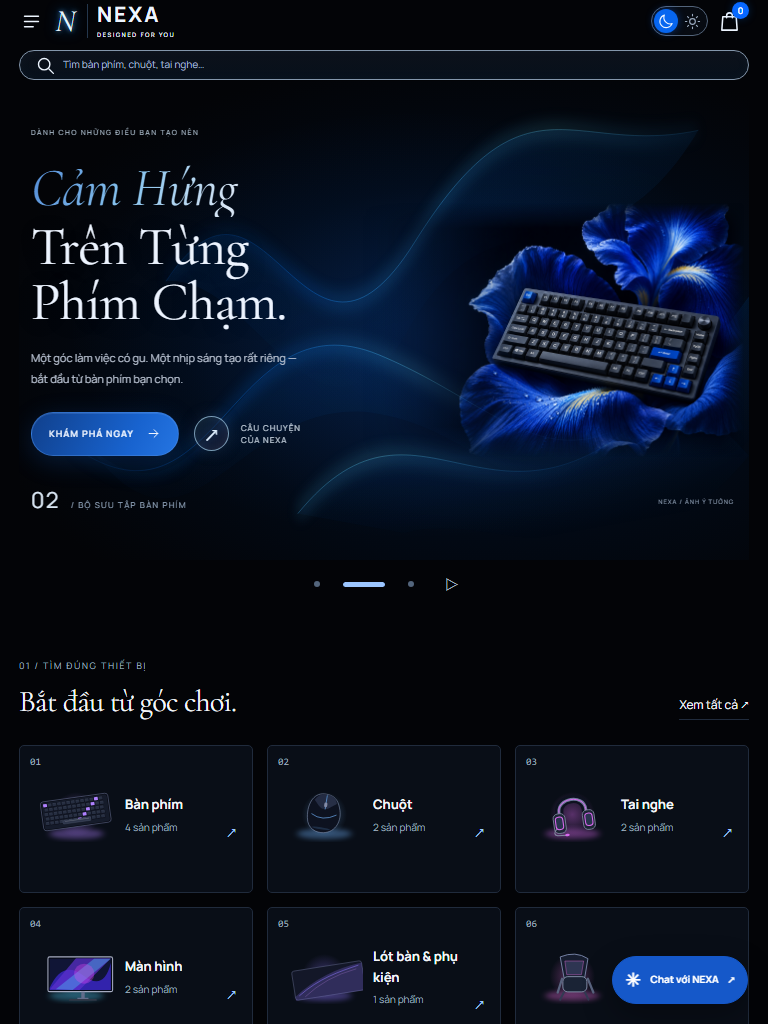 N
NEXA
DESIGNED FOR YOU
0
Tìm bàn phím, chuột, tai nghe...
DÀNH CHO NHỮNG ĐIỀU BẠN TẠO NÊN
Cảm Hứng
Trên Từng
Phím Chạm.
Một góc làm việc có gu. Một nhịp sáng tạo rất riêng —
bắt đầu từ bàn phím bạn chọn.
KHÁM PHÁ NGAY →
↗ CÂU CHUYỆN
CỦA NEXA
02 / BỘ SƯU TẬP BÀN PHÍM
NEXA / ẢNH Ý TƯỞNG
01 / TÌM ĐÚNG THIẾT BỊ
Bắt đầu từ góc chơi.
Xem tất cả ↗
01
Bàn phím
4 sản phẩm ↗
02
Chuột
2 sản phẩm ↗
03
Tai nghe
2 sản phẩm ↗
04
Màn hình
2 sản phẩm ↗
05
Lót bàn & phụ
kiện
1 sản phẩm ↗
06
Chat với NEXA ↗